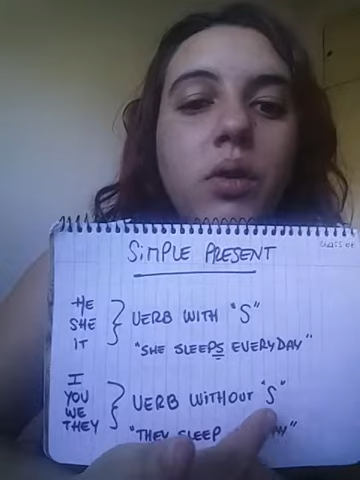 SiMPLE PRESENT
HE
SHE
IT
VERB WITH "S"
"SHE SLEEPS EVERYDAY"
I
YOU
WE
THEY
VERB WITHOUT "S"
"THEY SLEEP